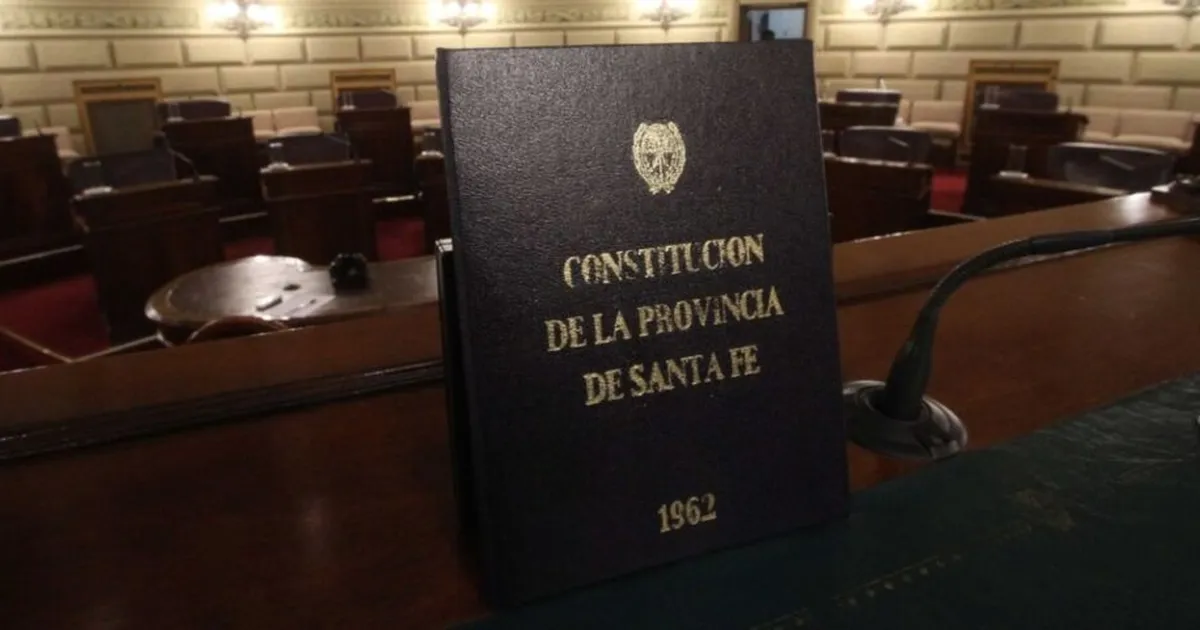 CONSTITUCION
DE LA PROVINCIA
DE SANTA FE
1962